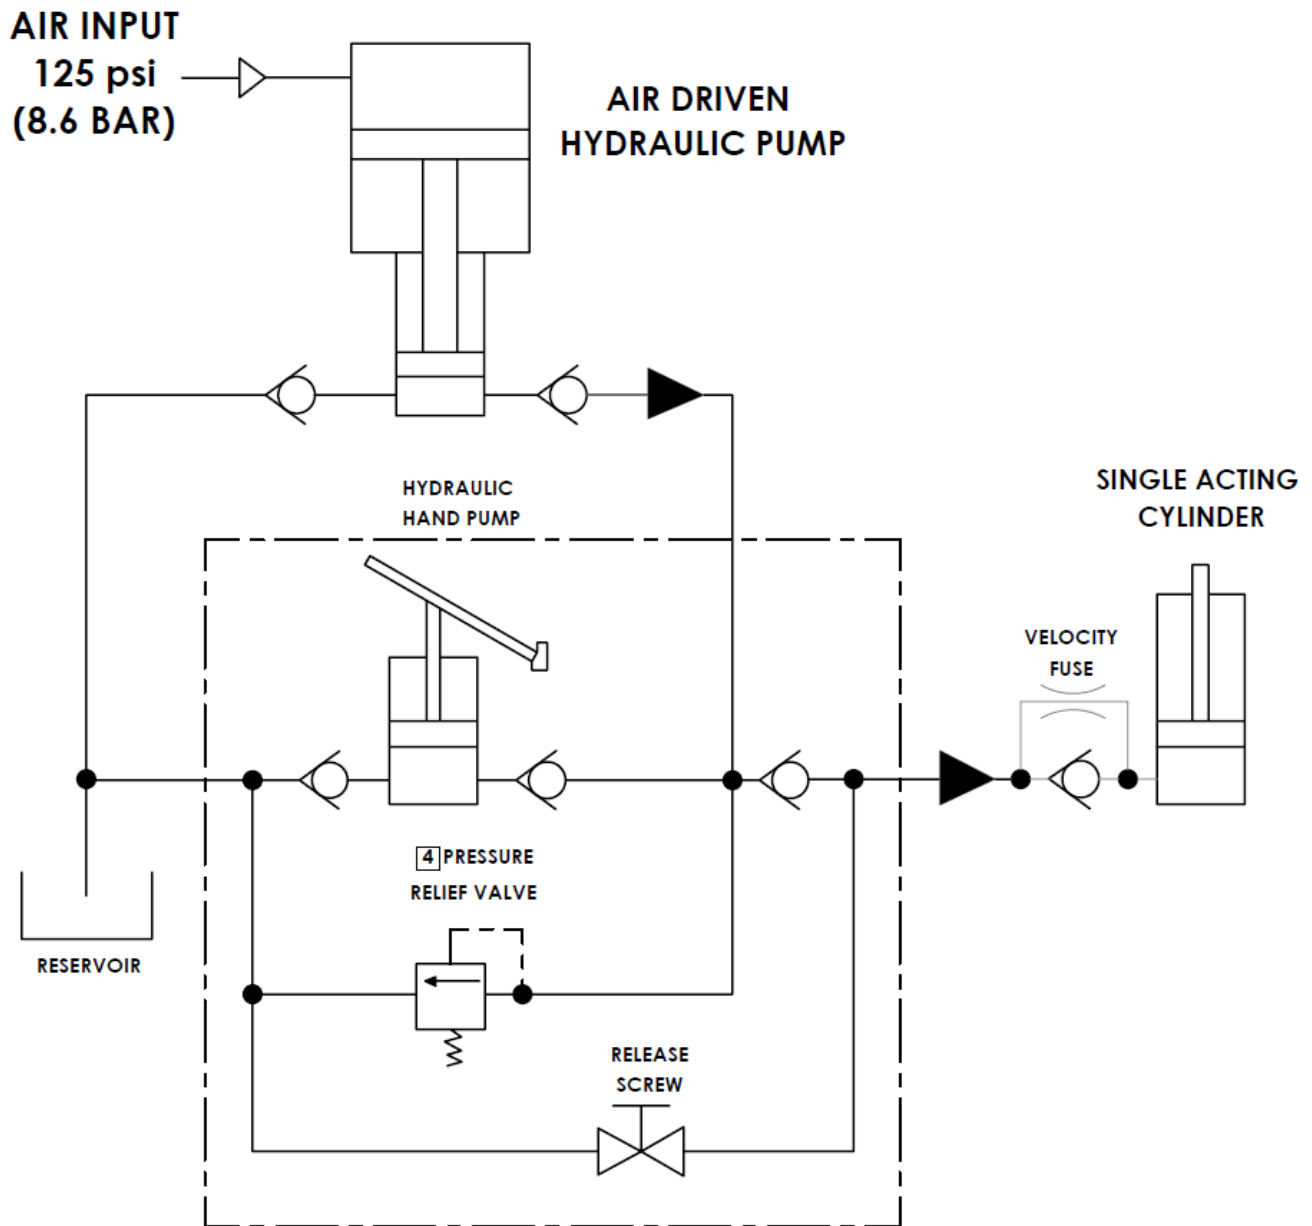 AIR INPUT
125 psi
(8.6 BAR)
AIR DRIVEN
HYDRAULIC PUMP
HYDRAULIC
HAND PUMP
SINGLE ACTING
CYLINDER
VELOCITY
FUSE
4 PRESSURE
RELIEF VALVE
RESERVOIR
RELEASE
SCREW